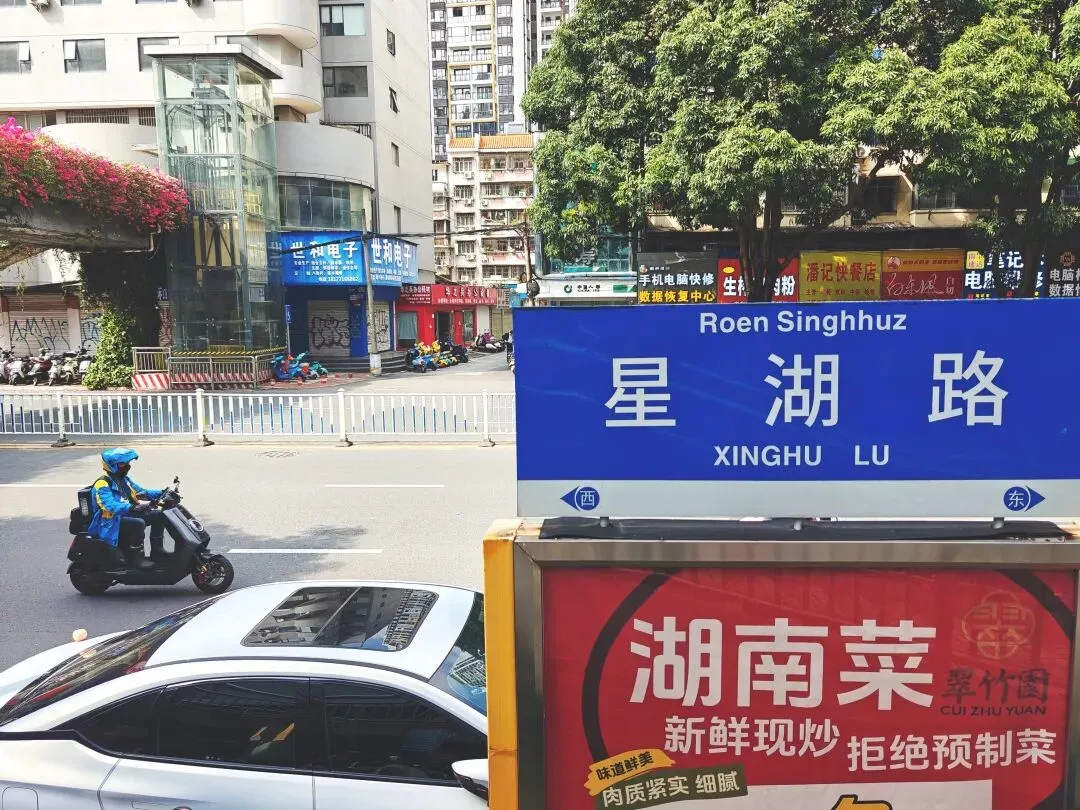 世和电子
世和电子
手机电脑快修
数据恢复中心
潘记快餐店
Roen Singhhuz
星湖路
XINGHU LU
西
东
湖南菜
翠竹園
CUI ZHU YUAN
新鲜现炒 拒绝预制菜
味道鲜美
肉质紧实 细腻